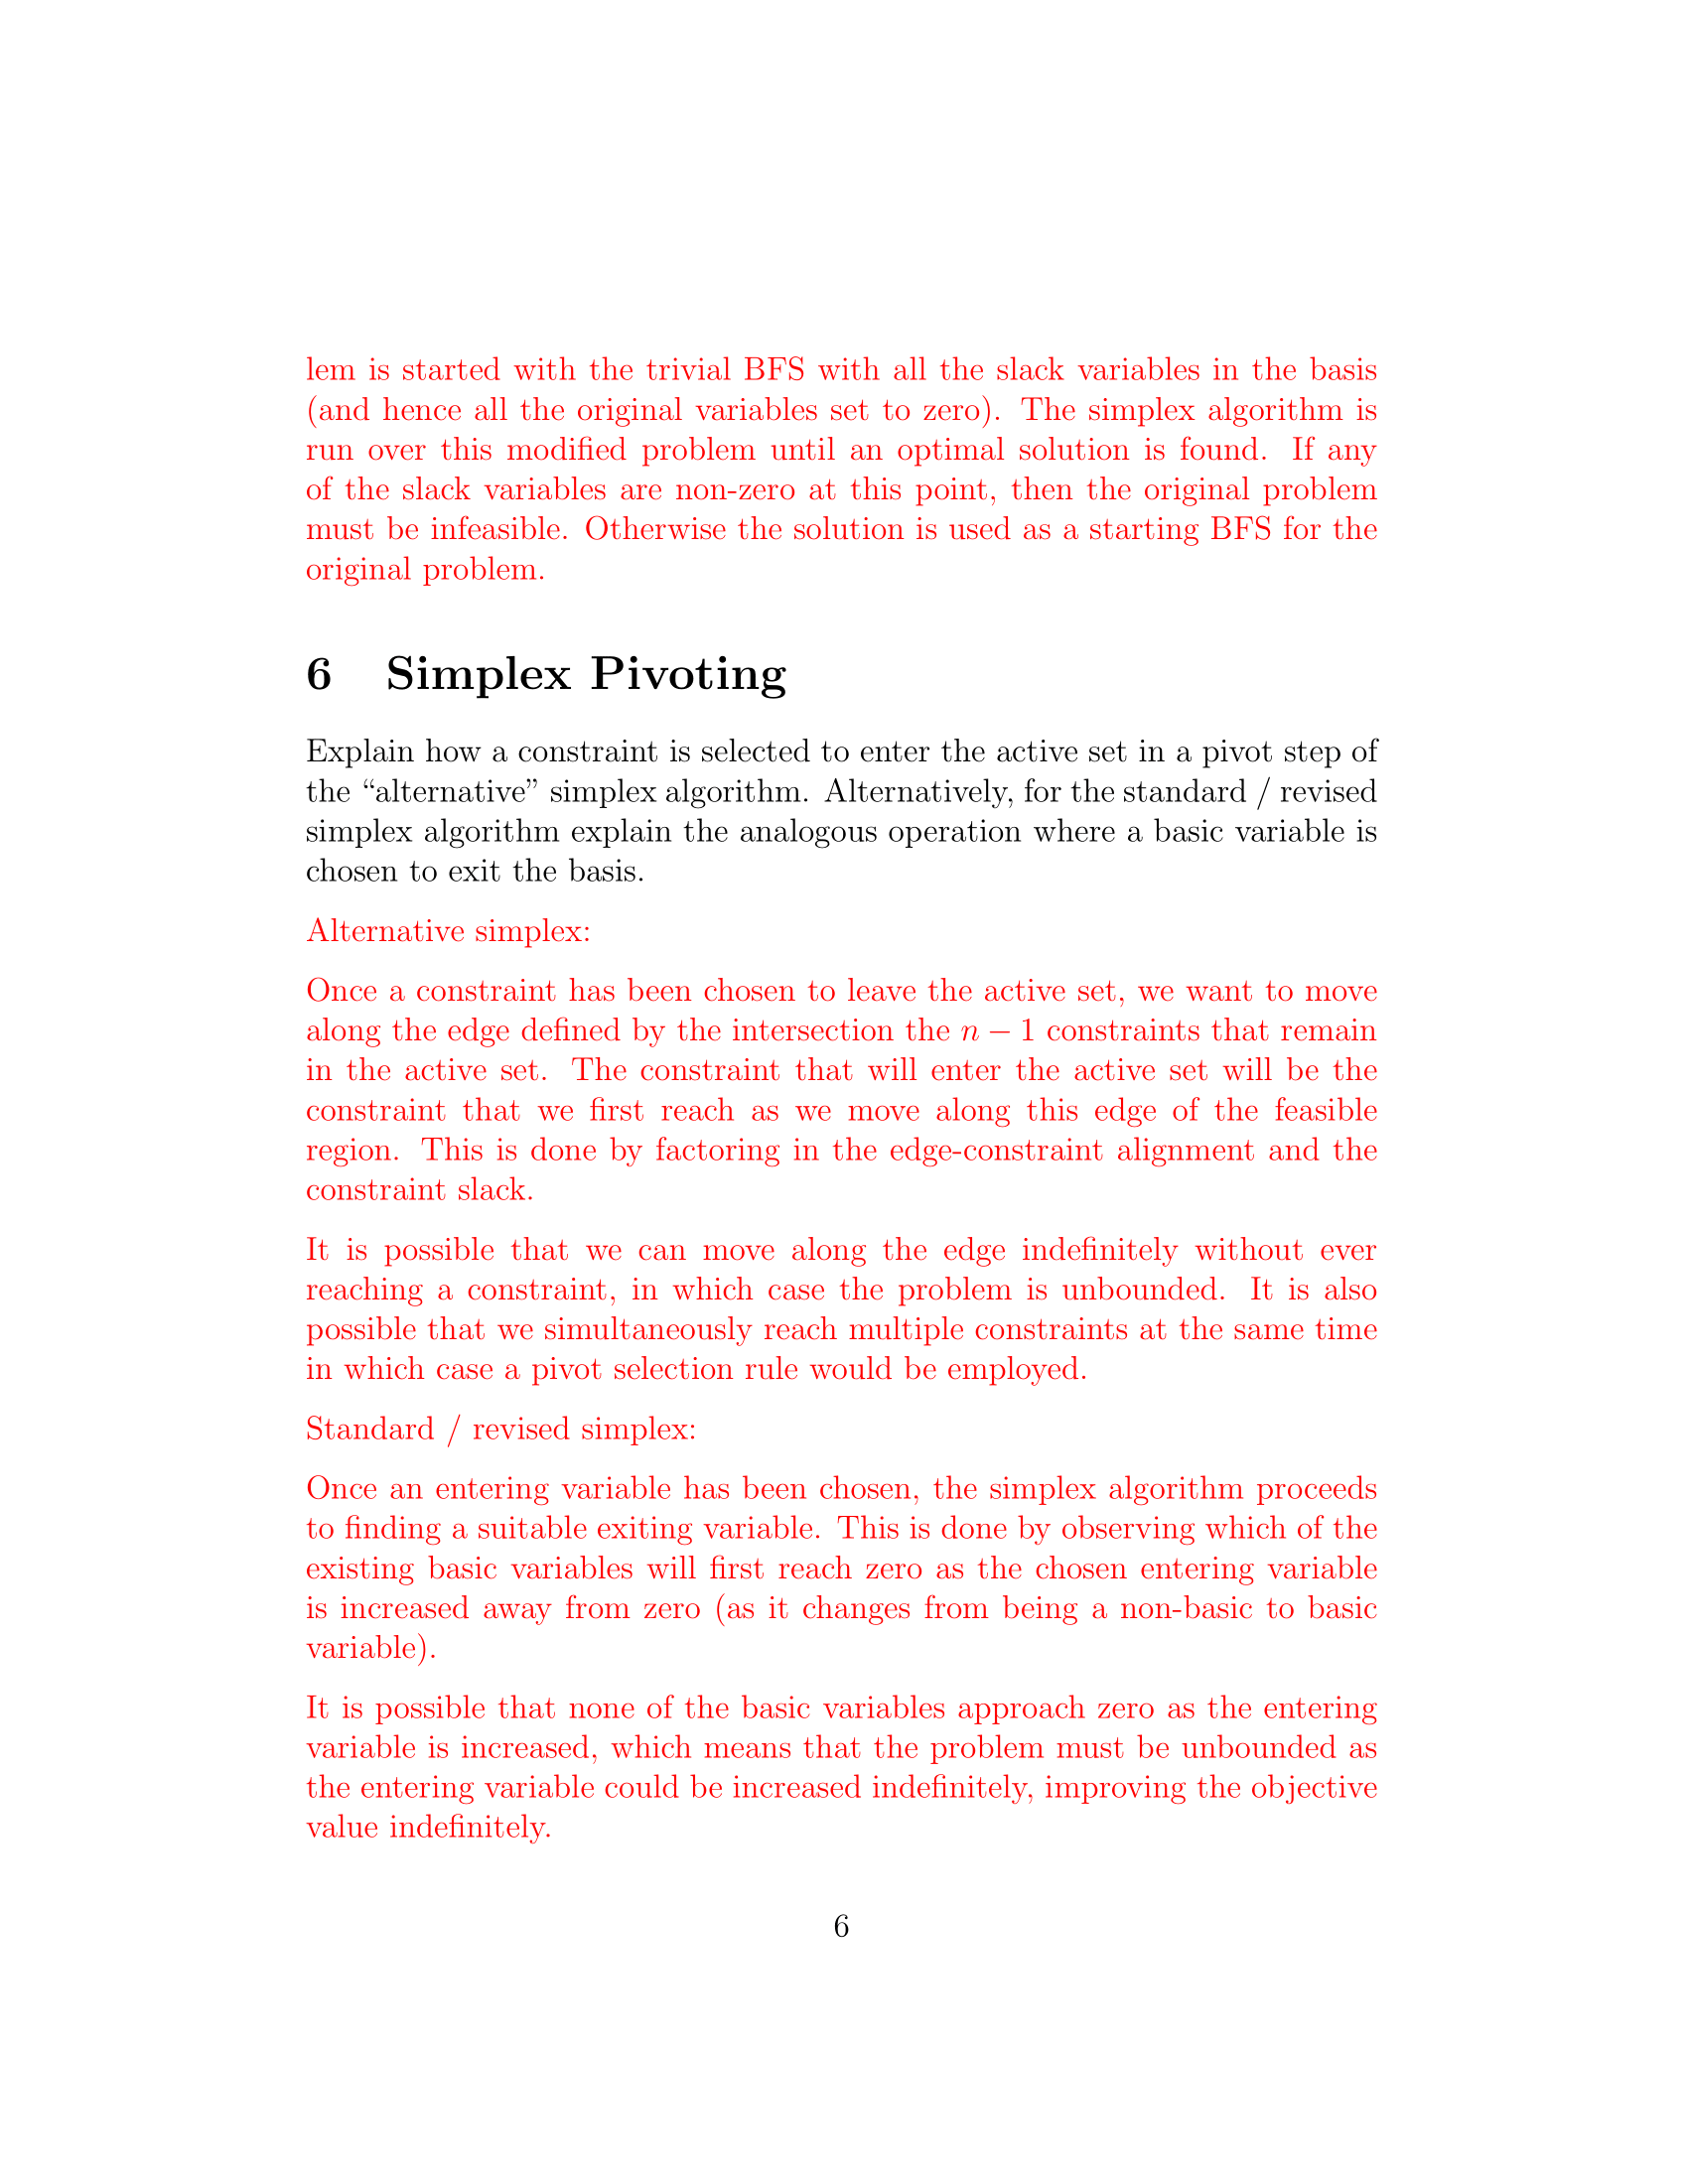 lem is started with the trivial BFS with all the slack variables in the basis
(and hence all the original variables set to zero). The simplex algorithm is
run over this modified problem until an optimal solution is found. If any
of the slack variables are non-zero at this point, then the original problem
must be infeasible. Otherwise the solution is used as a starting BFS for the
original problem.
6 Simplex Pivoting
Explain how a constraint is selected to enter the active set in a pivot step of
the “alternative” simplex algorithm. Alternatively, for the standard / revised
simplex algorithm explain the analogous operation where a basic variable is
chosen to exit the basis.
Alternative simplex:
Once a constraint has been chosen to leave the active set, we want to move
along the edge defined by the intersection the n − 1 constraints that remain
in the active set. The constraint that will enter the active set will be the
constraint that we first reach as we move along this edge of the feasible
region. This is done by factoring in the edge-constraint alignment and the
constraint slack.
It is possible that we can move along the edge indefinitely without ever
reaching a constraint, in which case the problem is unbounded. It is also
possible that we simultaneously reach multiple constraints at the same time
in which case a pivot selection rule would be employed.
Standard / revised simplex:
Once an entering variable has been chosen, the simplex algorithm proceeds
to finding a suitable exiting variable. This is done by observing which of the
existing basic variables will first reach zero as the chosen entering variable
is increased away from zero (as it changes from being a non-basic to basic
variable).
It is possible that none of the basic variables approach zero as the entering
variable is increased, which means that the problem must be unbounded as
the entering variable could be increased indefinitely, improving the objective
value indefinitely.
6